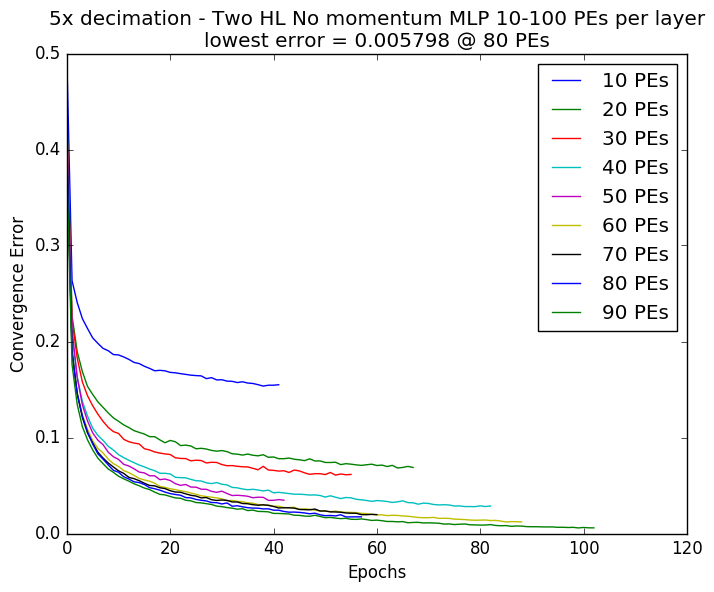 5x decimation - Two HL No momentum MLP 10-100 PEs per layer
lowest error = 0.005798 @ 80 PEs
0.5
0.4
0.3
0.2
0.1
0.0
Convergence Error
10 PEs
20 PEs
30 PEs
40 PEs
50 PEs
60 PEs
70 PEs
80 PEs
90 PEs
0 20 40 60 80 100 120
Epochs